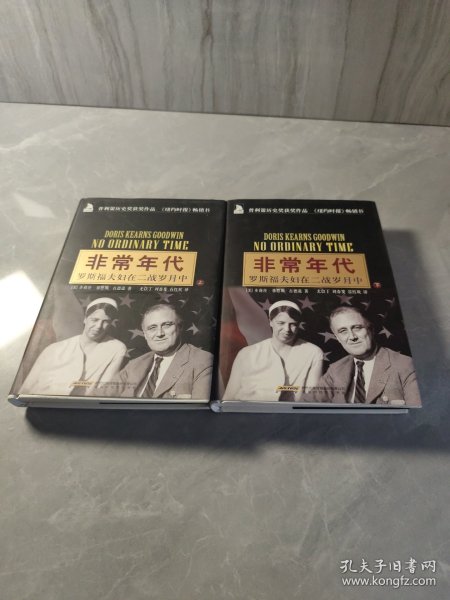 普利策历史奖获奖作品 《纽约时报》畅销书
DORIS KEARNS GOODWIN
NO ORDINARY TIME
非常年代
罗斯福夫妇在二战岁月中 上
普利策历史奖获奖作品 《纽约时报》畅销书
DORIS KEARNS GOODWIN
NO ORDINARY TIME
非常年代
罗斯福夫妇在二战岁月中 下
孔夫子旧书网
www.kongfz.com